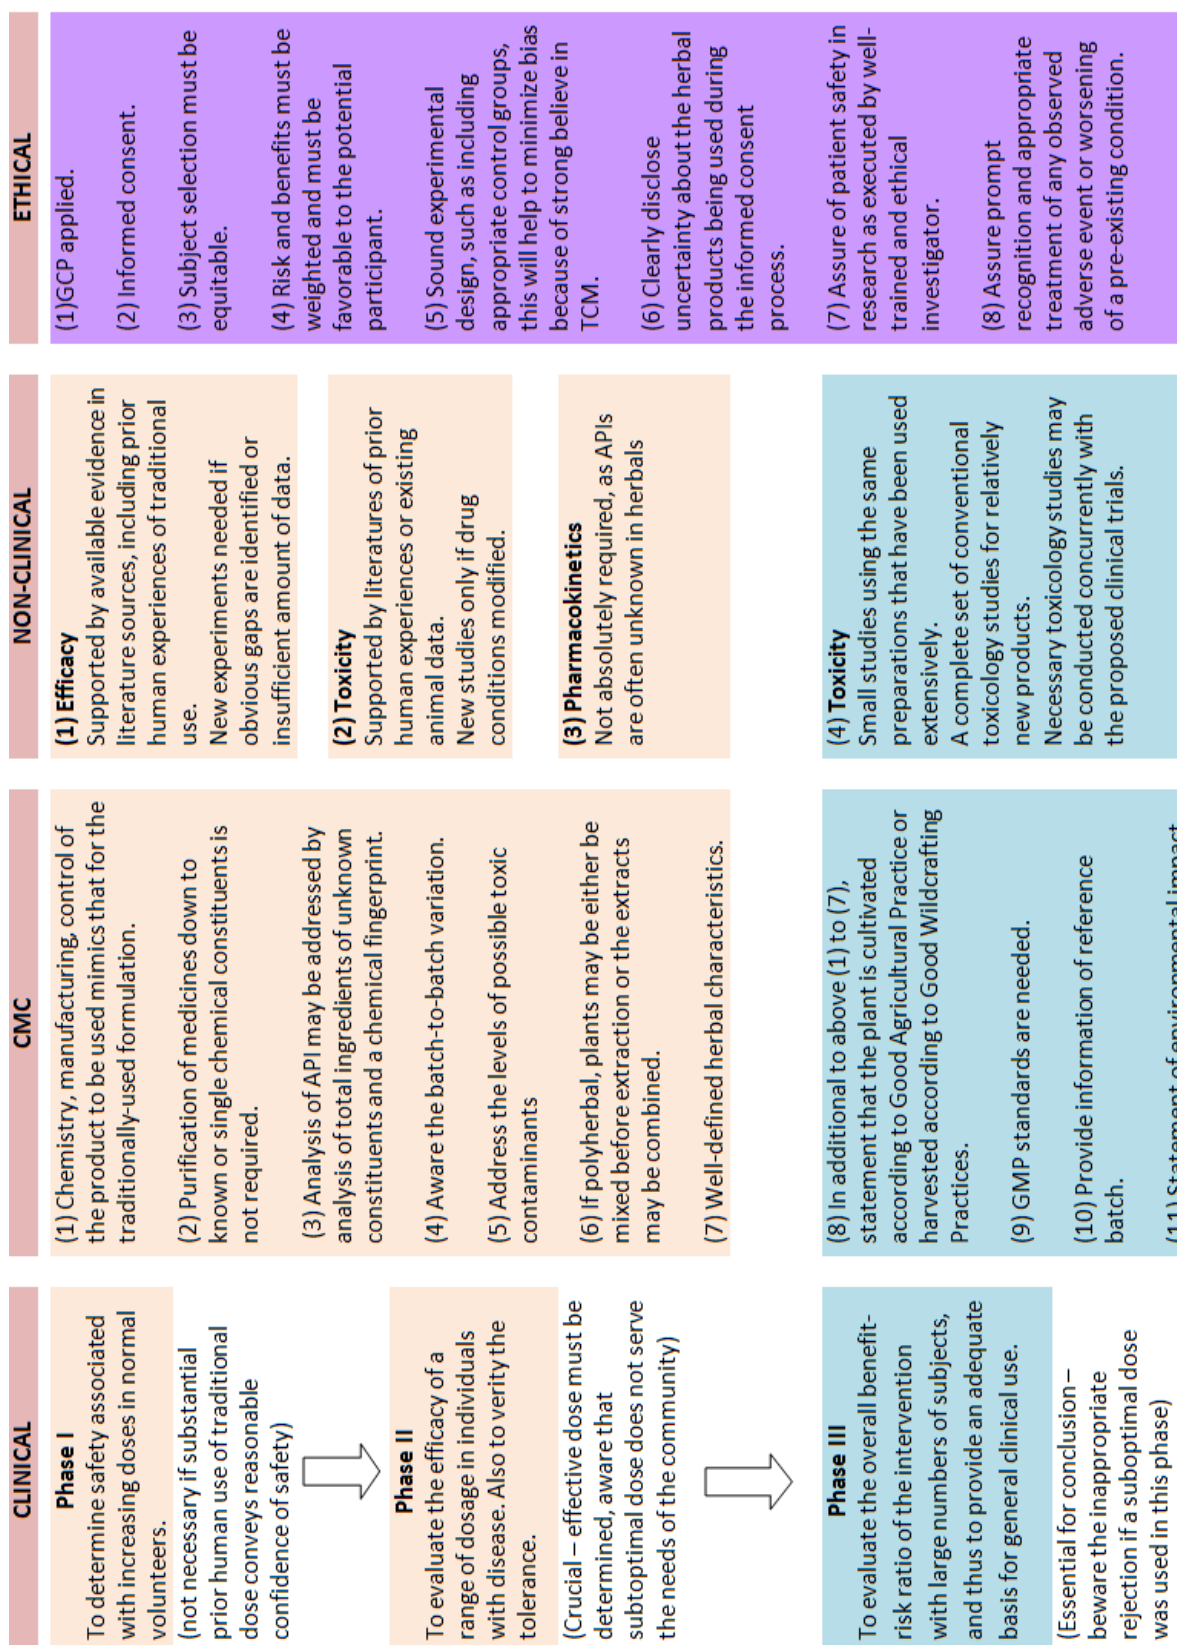 CLINICAL
Phase I
To determine safety associated
with increasing doses in normal
volunteers.
(not necessary if substantial
prior human use of traditional
dose conveys reasonable
confidence of safety)
Phase II
To evaluate the efficacy of a
range of dosage in individuals
with disease. Also to verity the
tolerance.
(Crucial – effective dose must be
determined, aware that
subtoptimal dose does not serve
the needs of the community)
Phase III
To evaluate the overall benefit-
risk ratio of the intervention
with large numbers of subjects,
and thus to provide an adequate
basis for general clinical use.
(Essential for conclusion –
beware the inappropriate
rejection if a suboptimal dose
was used in this phase)
CMC
(1) Chemistry, manufacturing, control of
the product to be used mimics that for the
traditionally-used formulation.
(2) Purification of medicines down to
known or single chemical constituents is
not required.
(3) Analysis of API may be addressed by
analysis of total ingredients of unknown
constituents and a chemical fingerprint.
(4) Aware the batch-to-batch variation.
(5) Address the levels of possible toxic
contaminants
(6) If polyherbal, plants may be either be
mixed before extraction or the extracts
may be combined.
(7) Well-defined herbal characteristics.
(8) In additional to above (1) to (7),
statement that the plant is cultivated
according to Good Agricultural Practice or
harvested according to Good Wildcrafting
Practices.
(9) GMP standards are needed.
(10) Provide information of reference
batch.
(11) Statement of environmental impact
NON-CLINICAL
(1) Efficacy
Supported by available evidence in
literature sources, including prior
human experiences of traditional
use.
New experiments needed if
obvious gaps are identified or
insufficient amount of data.
(2) Toxicity
Supported by literatures of prior
human experiences or existing
animal data.
New studies only if drug
conditions modified.
(3) Pharmacokinetics
Not absolutely required, as APIs
are often unknown in herbals
(4) Toxicity
Small studies using the same
preparations that have been used
extensively.
A complete set of conventional
toxicology studies for relatively
new products.
Necessary toxicology studies may
be conducted concurrently with
the proposed clinical trials.
ETHICAL
(1)GCP applied.
(2) Informed consent.
(3) Subject selection must be
equitable.
(4) Risk and benefits must be
weighted and must be
favorable to the potential
participant.
(5) Sound experimental
design, such as including
appropriate control groups,
this will help to minimize bias
because of strong believe in
TCM.
(6) Clearly disclose
uncertainty about the herbal
products being used during
the informed consent
process.
(7) Assure of patient safety in
research as executed by well-
trained and ethical
investigator.
(8) Assure prompt
recognition and appropriate
treatment of any observed
adverse event or worsening
of a pre-existing condition.